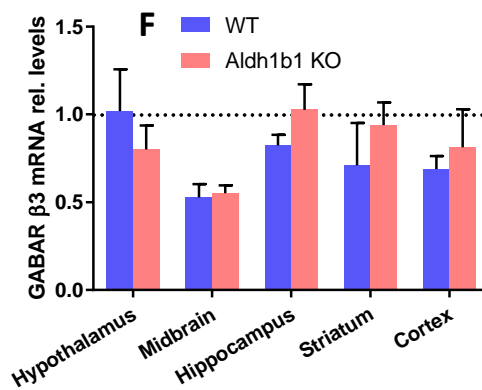 F
WT
Aldh1b1 KO
GABAR β3 mRNA rel. levels
1.5
1.0
0.5
0.0
Hypothalamus
Midbrain
Hippocampus
Striatum
Cortex